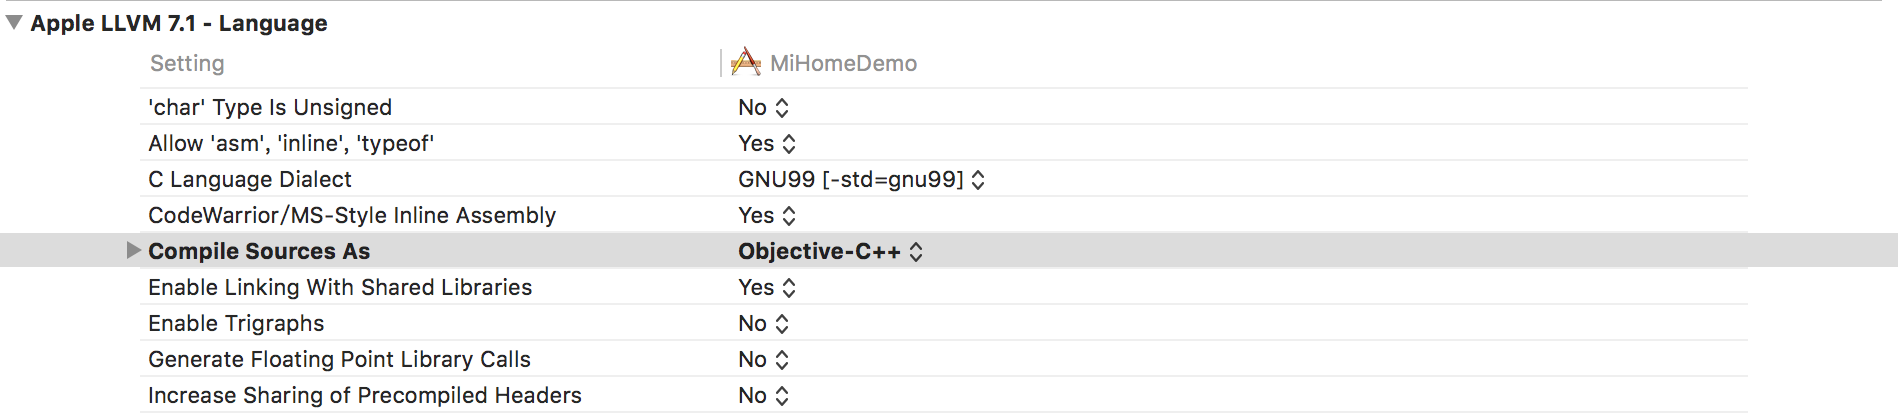 Apple LLVM 7.1 - Language
Setting MiHomeDemo
'char' Type Is Unsigned No
Allow 'asm', 'inline', 'typeof' Yes
C Language Dialect GNU99 [-std=gnu99]
CodeWarrior/MS-Style Inline Assembly Yes
Compile Sources As Objective-C++
Enable Linking With Shared Libraries Yes
Enable Trigraphs No
Generate Floating Point Library Calls No
Increase Sharing of Precompiled Headers No